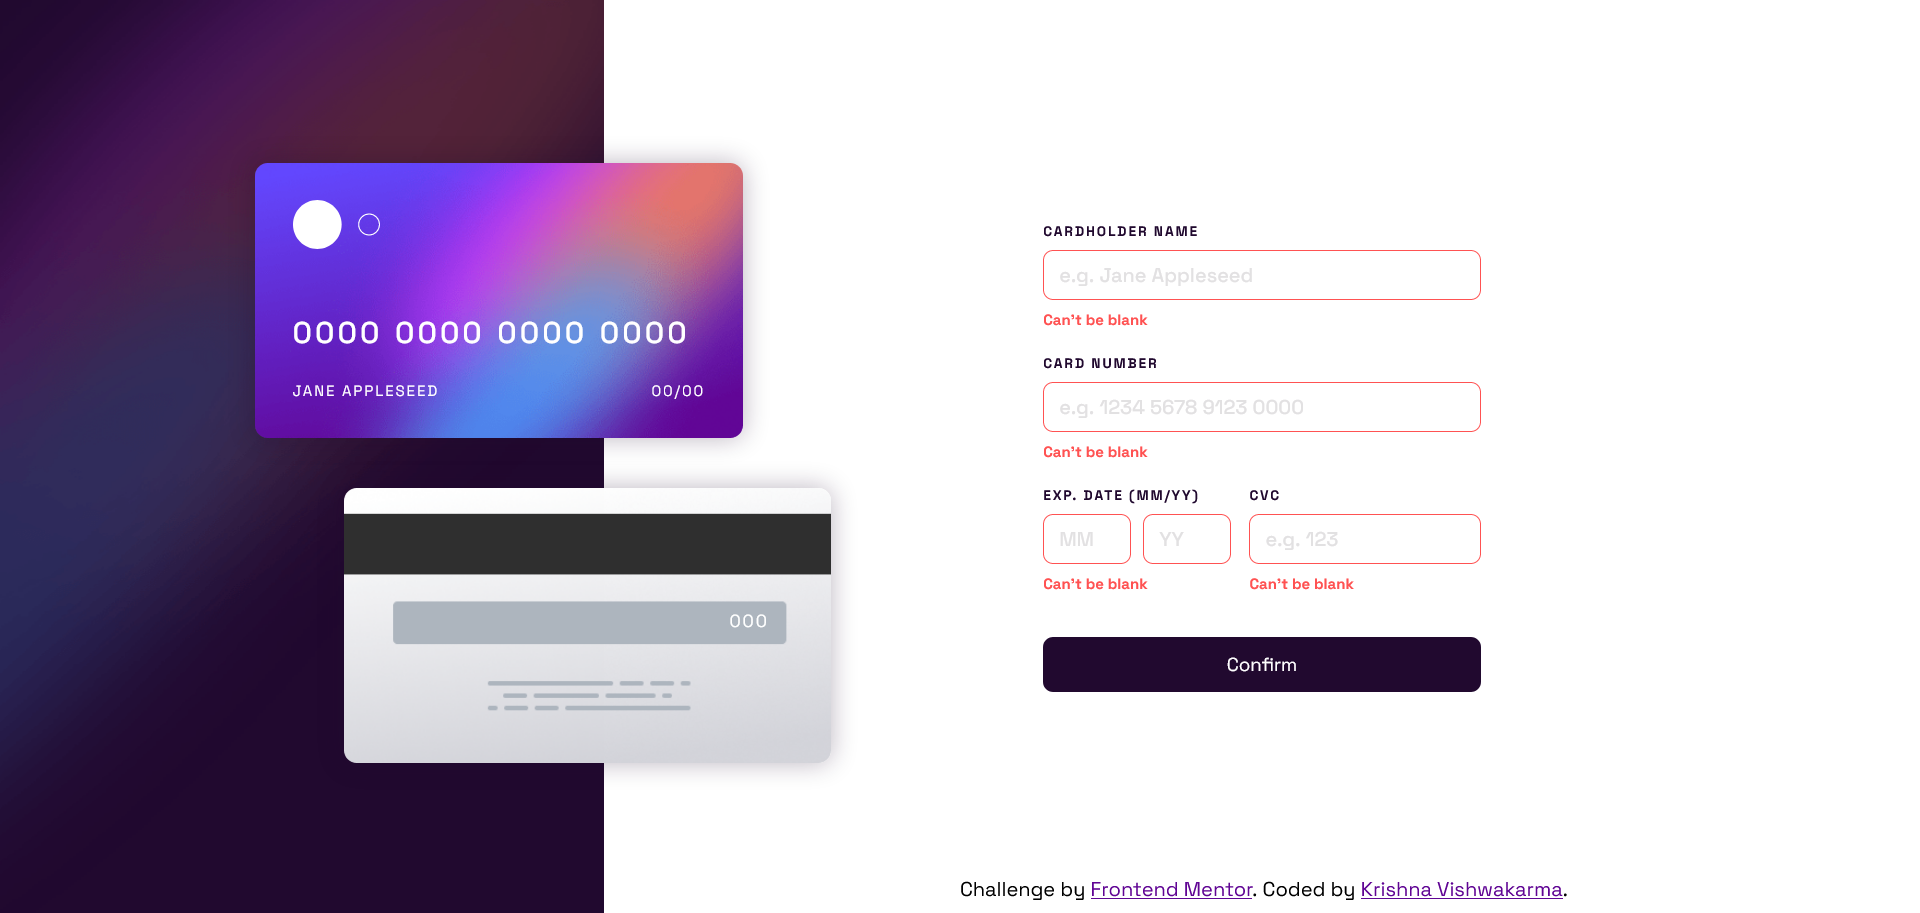 0000 0000 0000 0000
JANE APPLESEED 00/00
000
CARDHOLDER NAME
e.g. Jane Appleseed
Can't be blank
CARD NUMBER
e.g. 1234 5678 9123 0000
Can't be blank
EXP. DATE (MM/YY) CVC
MM YY e.g. 123
Can't be blank Can't be blank
Confirm
Challenge by Frontend Mentor. Coded by Krishna Vishwakarma.